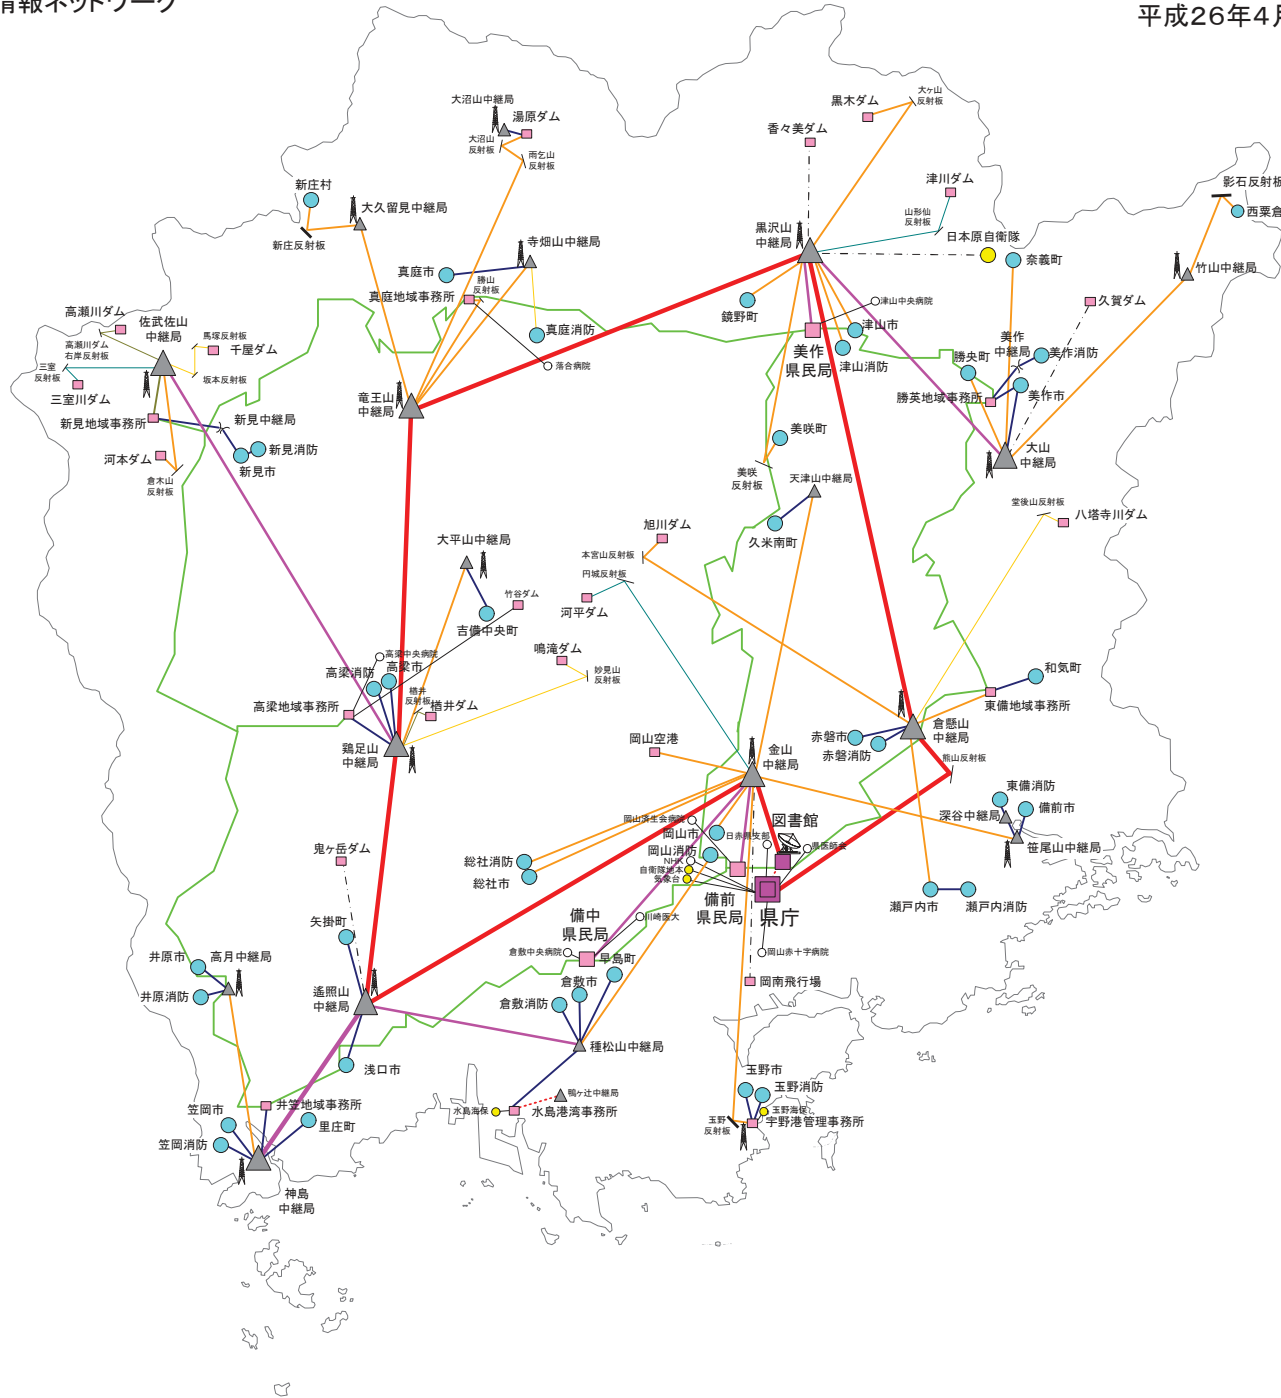 情報ネットワーク
平成26年4月
大沼山中継局
湯原ダム
大沼山
反射板
雨乞山
反射板
黒木ダム
大ヶ山
反射板
香々美ダム
新庄村
大久留見中継局
新庄反射板
津川ダム
山形仙
反射板
影石反射板
西粟倉
黒沢山
中継局
日本原自衛隊
奈義町
竹山中継局
寺畑山中継局
真庭市
勝山
反射板
真庭地域事務所
真庭消防
落合病院
鏡野町
津山中央病院
津山市
美作
県民局
津山消防
久賀ダム
高瀬川ダム
佐武佐山
中継局
馬塚反射板
千屋ダム
高瀬川ダム
右岸反射板
三室
反射板
坂本反射板
三室川ダム
竜王山
中継局
美作
中継局
美作消防
勝央町
勝英地域事務所
美作市
新見地域事務所
新見中継局
新見消防
新見市
河本ダム
倉木山
反射板
美咲町
美咲
反射板
大山
中継局
天津山中継局
久米南町
堂後山反射板
八塔寺川ダム
旭川ダム
本宮山反射板
円城反射板
河平ダム
大平山中継局
竹谷ダム
吉備中央町
鳴滝ダム
妙見山
反射板
高梁中央病院
高梁消防
高梁市
楢井
反射板
楢井ダム
高梁地域事務所
鶏足山
中継局
和気町
東備地域事務所
倉懸山
中継局
赤磐市
赤磐消防
熊山反射板
岡山空港
金山
中継局
東備消防
備前市
深谷中継局
笹尾山中継局
岡山済生会病院
図書館
岡山市
日赤県支部
県医師会
岡山消防
NHK
自衛隊地本
気象台
備前
県民局
県庁
瀬戸内市
瀬戸内消防
鬼ヶ岳ダム
総社消防
総社市
矢掛町
備中
県民局
川崎医大
倉敷中央病院
早島町
岡山赤十字病院
岡南飛行場
井原市
高月中継局
井原消防
遙照山
中継局
倉敷市
倉敷消防
種松山中継局
浅口市
玉野市
玉野消防
鴨ヶ辻中継局
水島海保
水島港湾事務所
玉野海保
玉野
反射板
宇野港管理事務所
井笠地域事務所
笠岡市
里庄町
笠岡消防
神島
中継局